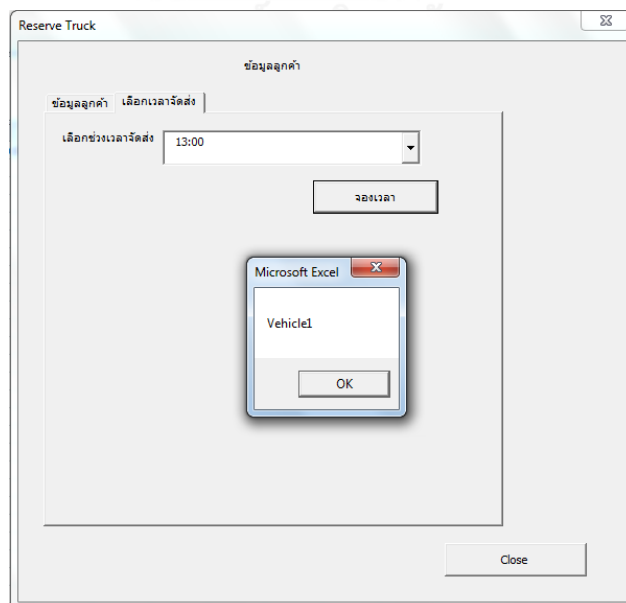 Reserve Truck
ข้อมูลลูกค้า
ข้อมูลลูกค้า เลือกเวลาจัดส่ง
เลือกช่วงเวลาจัดส่ง 13:00
จองเวลา
Microsoft Excel
Vehicle1
OK
Close